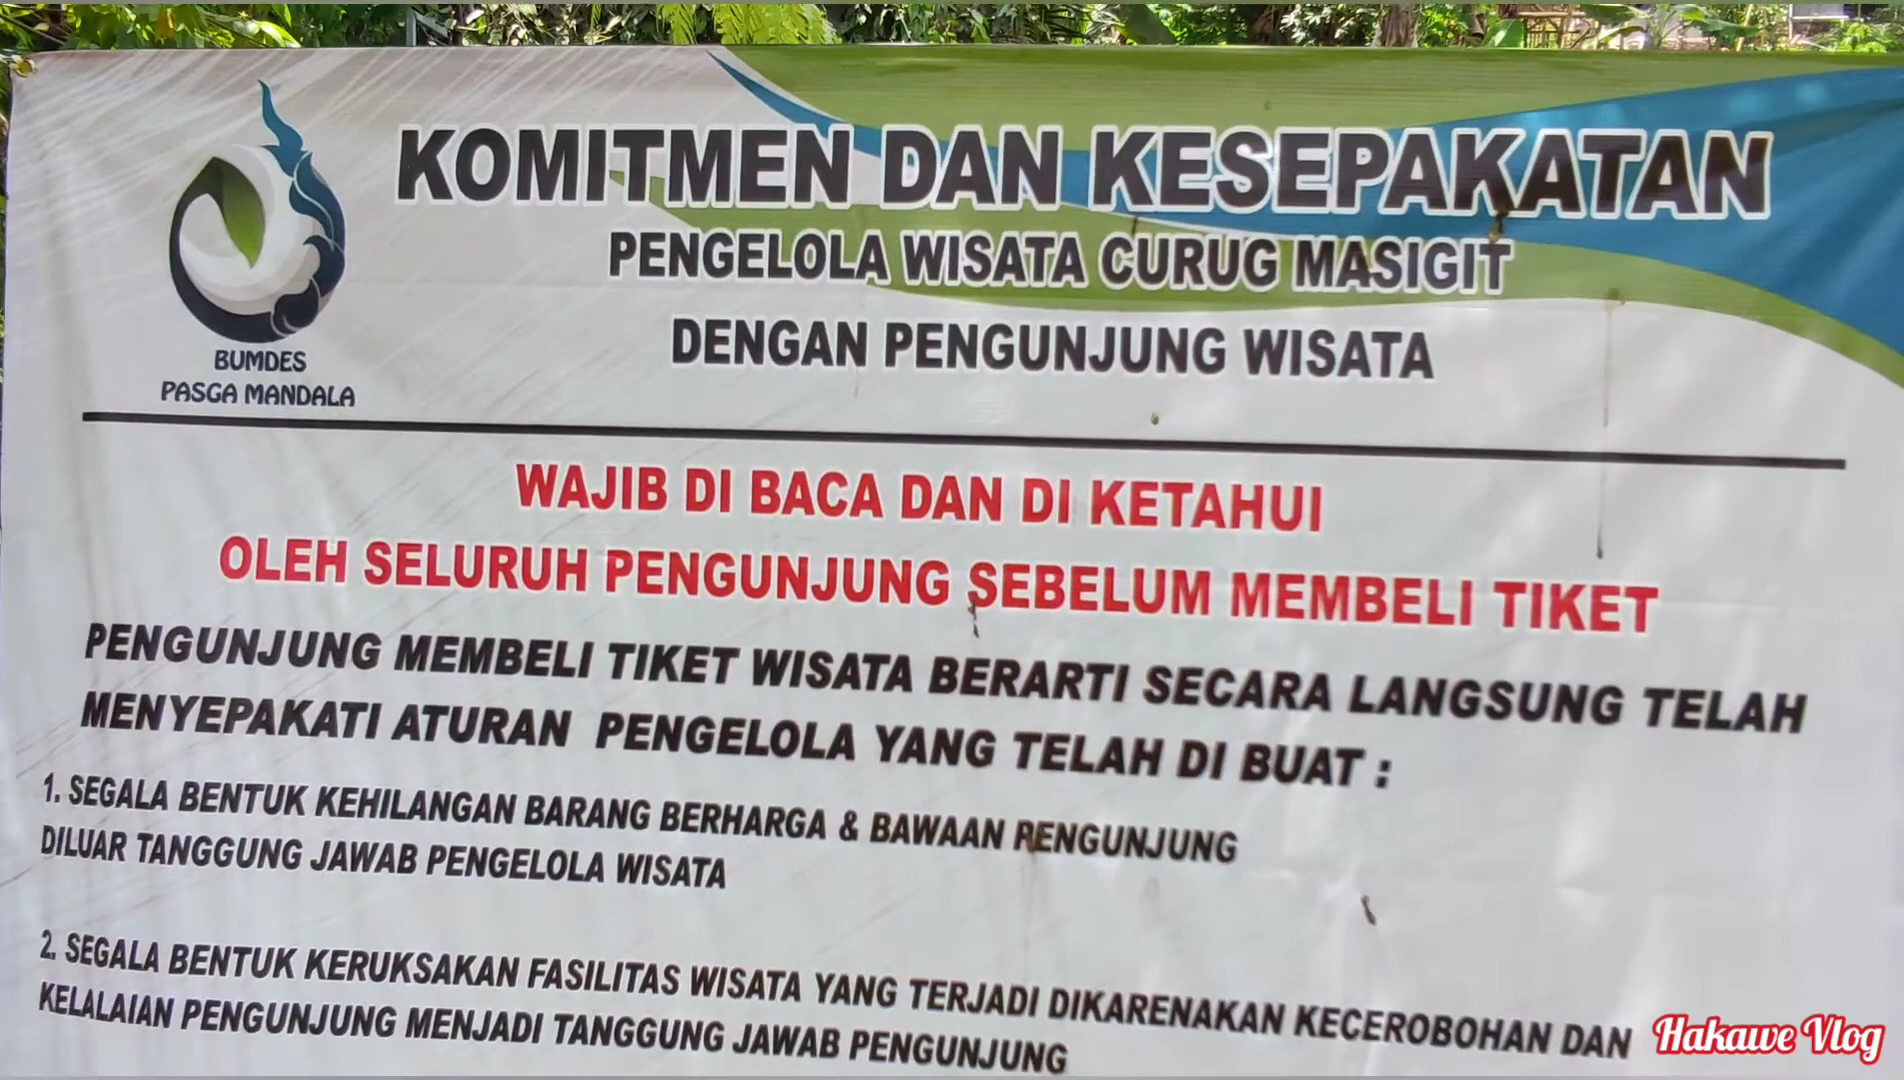 KOMITMEN DAN KESEPAKATAN
PENGELOLA WISATA CURUG MASIGIT
DENGAN PENGUNJUNG WISATA
BUMDES
PASGA MANDALA
WAJIB DI BACA DAN DI KETAHUI
OLEH SELURUH PENGUNJUNG SEBELUM MEMBELI TIKET
PENGUNJUNG MEMBELI TIKET WISATA BERARTI SECARA LANGSUNG TELAH
MENYEPAKATI ATURAN PENGELOLA YANG TELAH DI BUAT :
1. SEGALA BENTUK KEHILANGAN BARANG BERHARGA & BAWAAN PENGUNJUNG
DILUAR TANGGUNG JAWAB PENGELOLA WISATA
2. SEGALA BENTUK KERUKSAKAN FASILITAS WISATA YANG TERJADI DIKARENAKAN KECEROBOHAN DAN
KELALAIAN PENGUNJUNG MENJADI TANGGUNG JAWAB PENGUNJUNG
Hakawe Vlog